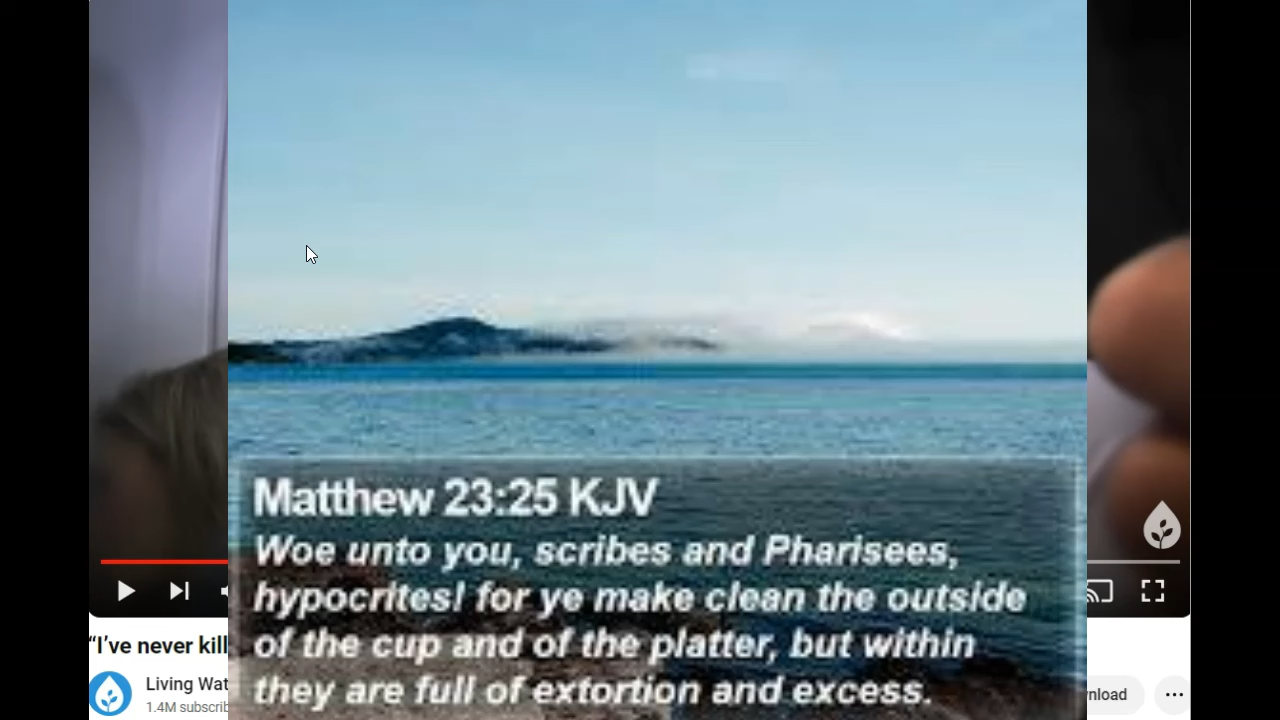 Matthew 23:25 KJV
Woe unto you, scribes and Pharisees,
hypocrites! for ye make clean the outside
of the cup and of the platter, but within
they are full of extortion and excess.
“I’ve never kill
Living Wat
1.4M subscrib
nload